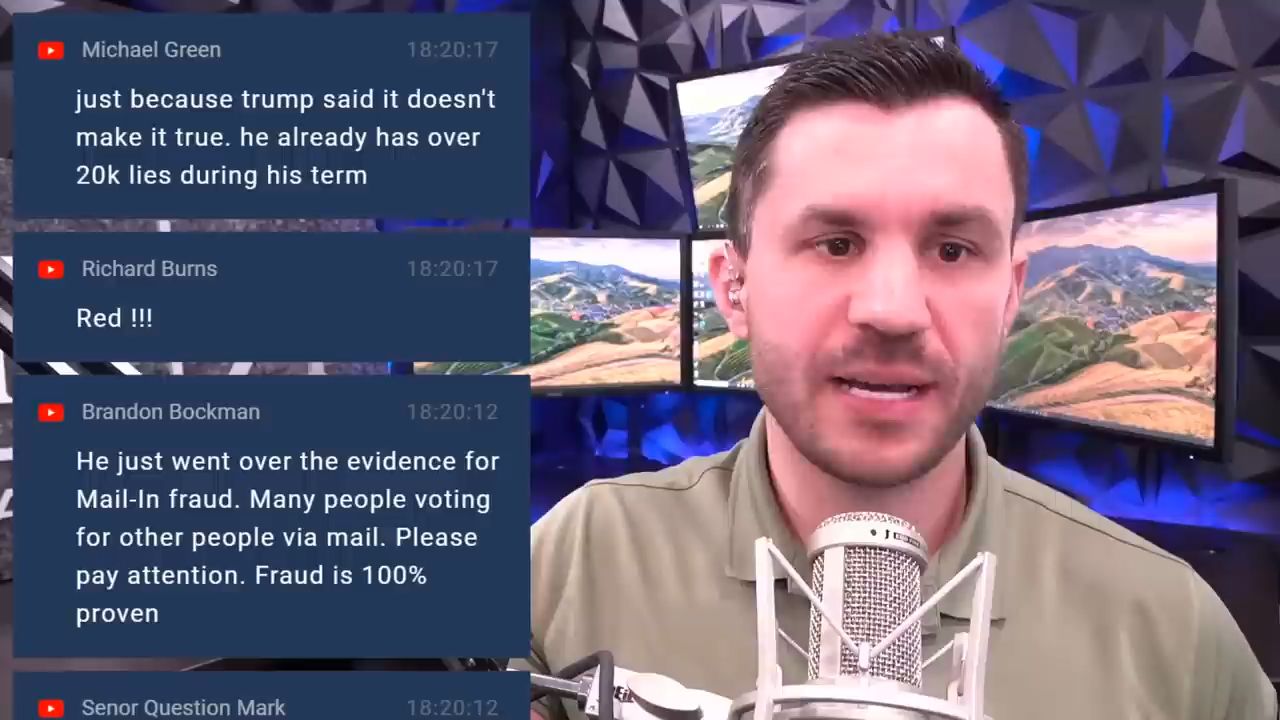 Michael Green 18:20:17
just because trump said it doesn't
make it true. he already has over
20k lies during his term
Richard Burns 18:20:17
Red !!!
Brandon Bockman 18:20:12
He just went over the evidence for
Mail-In fraud. Many people voting
for other people via mail. Please
pay attention. Fraud is 100%
proven
Senor Question Mark 18:20:12